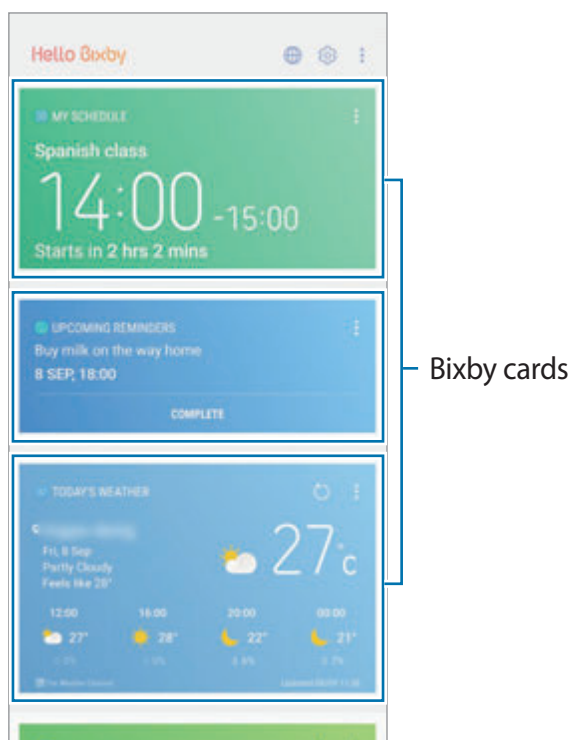 Hello Bixby
MY SCHEDULE
Spanish class
14:00 -15:00
Starts in 2 hrs 2 mins
UPCOMING REMINDERS
Buy milk on the way home
8 SEP, 18:00
COMPLETE
Bixby cards
TODAY'S WEATHER
Fri, 8 Sep
Partly Cloudy
Feels like 28°
27°c
12:00 16:00 20:00 00:00
27° 28° 22° 21°